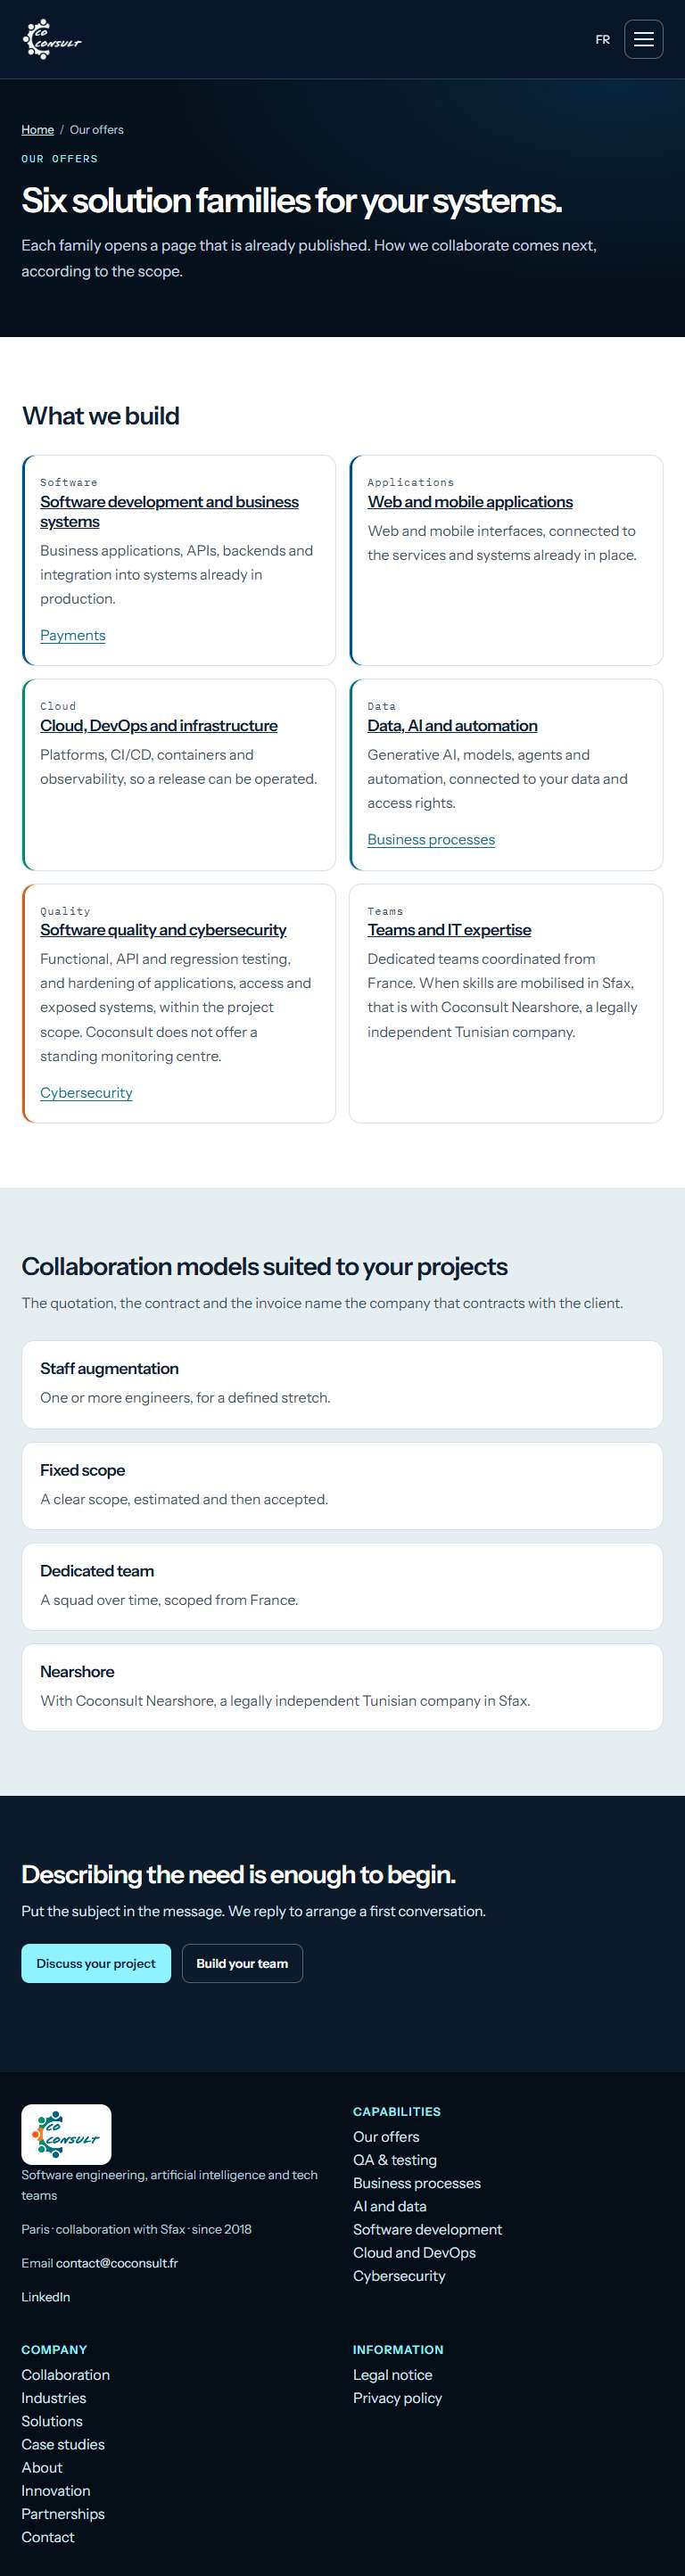 CO
CONSULT
FR
Home / Our offers
OUR OFFERS
Six solution families for your systems.
Each family opens a page that is already published. How we collaborate comes next,
according to the scope.
What we build
Software
Software development and business
systems
Business applications, APIs, backends and
integration into systems already in
production.
Payments
Applications
Web and mobile applications
Web and mobile interfaces, connected to
the services and systems already in place.
Cloud
Cloud, DevOps and infrastructure
Platforms, CI/CD, containers and
observability, so a release can be operated.
Data
Data, AI and automation
Generative AI, models, agents and
automation, connected to your data and
access rights.
Business processes
Quality
Software quality and cybersecurity
Functional, API and regression testing,
and hardening of applications, access and
exposed systems, within the project
scope. Coconsult does not offer a
standing monitoring centre.
Cybersecurity
Teams
Teams and IT expertise
Dedicated teams coordinated from
France. When skills are mobilised in Sfax,
that is with Coconsult Nearshore, a legally
independent Tunisian company.
Collaboration models suited to your projects
The quotation, the contract and the invoice name the company that contracts with the client.
Staff augmentation
One or more engineers, for a defined stretch.
Fixed scope
A clear scope, estimated and then accepted.
Dedicated team
A squad over time, scoped from France.
Nearshore
With Coconsult Nearshore, a legally independent Tunisian company in Sfax.
Describing the need is enough to begin.
Put the subject in the message. We reply to arrange a first conversation.
Discuss your project
Build your team
CO
CONSULT
Software engineering, artificial intelligence and tech
teams
Paris · collaboration with Sfax · since 2018
Email contact@coconsult.fr
LinkedIn
CAPABILITIES
Our offers
QA & testing
Business processes
AI and data
Software development
Cloud and DevOps
Cybersecurity
COMPANY
Collaboration
Industries
Solutions
Case studies
About
Innovation
Partnerships
Contact
INFORMATION
Legal notice
Privacy policy